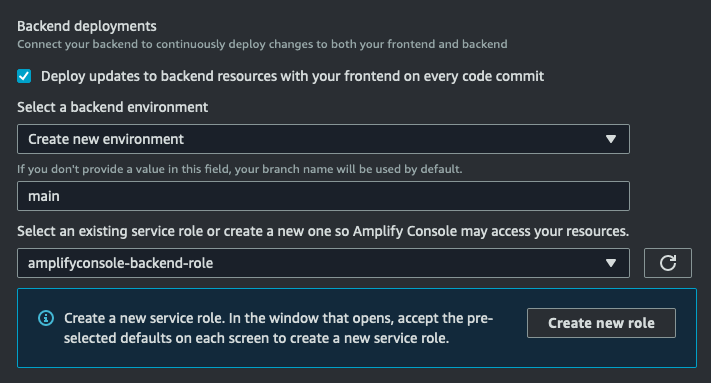 Backend deployments
Connect your backend to continuously deploy changes to both your frontend and backend
Deploy updates to backend resources with your frontend on every code commit
Select a backend environment
Create new environment
If you don't provide a value in this field, your branch name will be used by default.
main
Select an existing service role or create a new one so Amplify Console may access your resources.
amplifyconsole-backend-role
Create a new service role. In the window that opens, accept the pre-
selected defaults on each screen to create a new service role.
Create new role